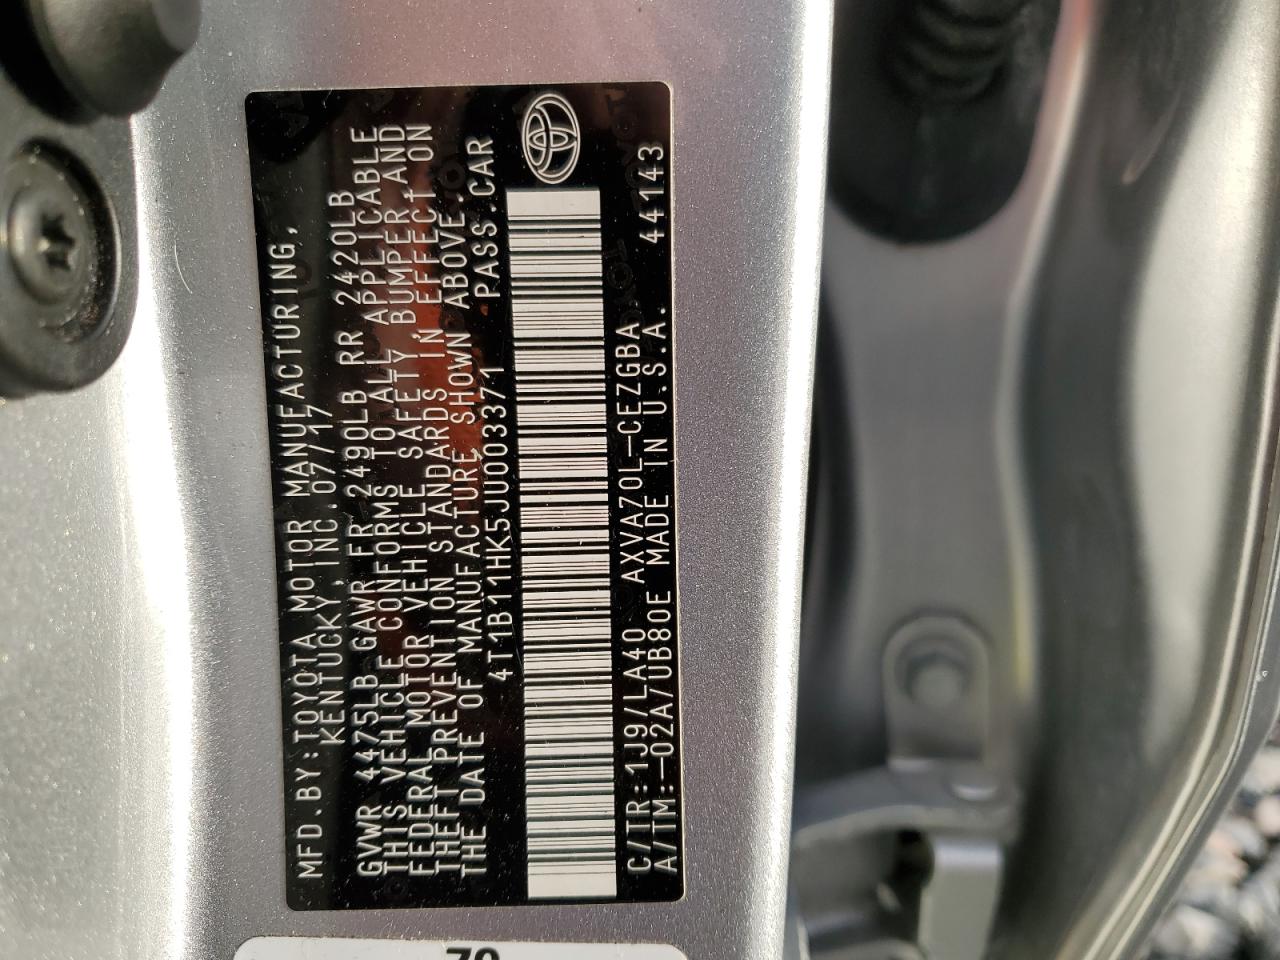 MFD.BY:TOYOTA MOTOR MANUFACTURING,
KENTUCKY,INC.07/17
GVWR 4475LB GAWR FR 2490LB RR 2420LB
THIS VEHICLE CONFORMS TO ALL APPLICABLE
FEDERAL MOTOR VEHICLE SAFETY,BUMPER,AND
THEFT PREVENTION STANDARDS IN EFFECT ON
THE DATE OF MANUFACTURE SHOWN ABOVE.
4T1B11HK5JU003371 PASS.CAR
C/TR:1J9/LA40 AXVA70L-CEZGBA
A/TM:-02A/UB80E MADE IN U.S.A. 44143